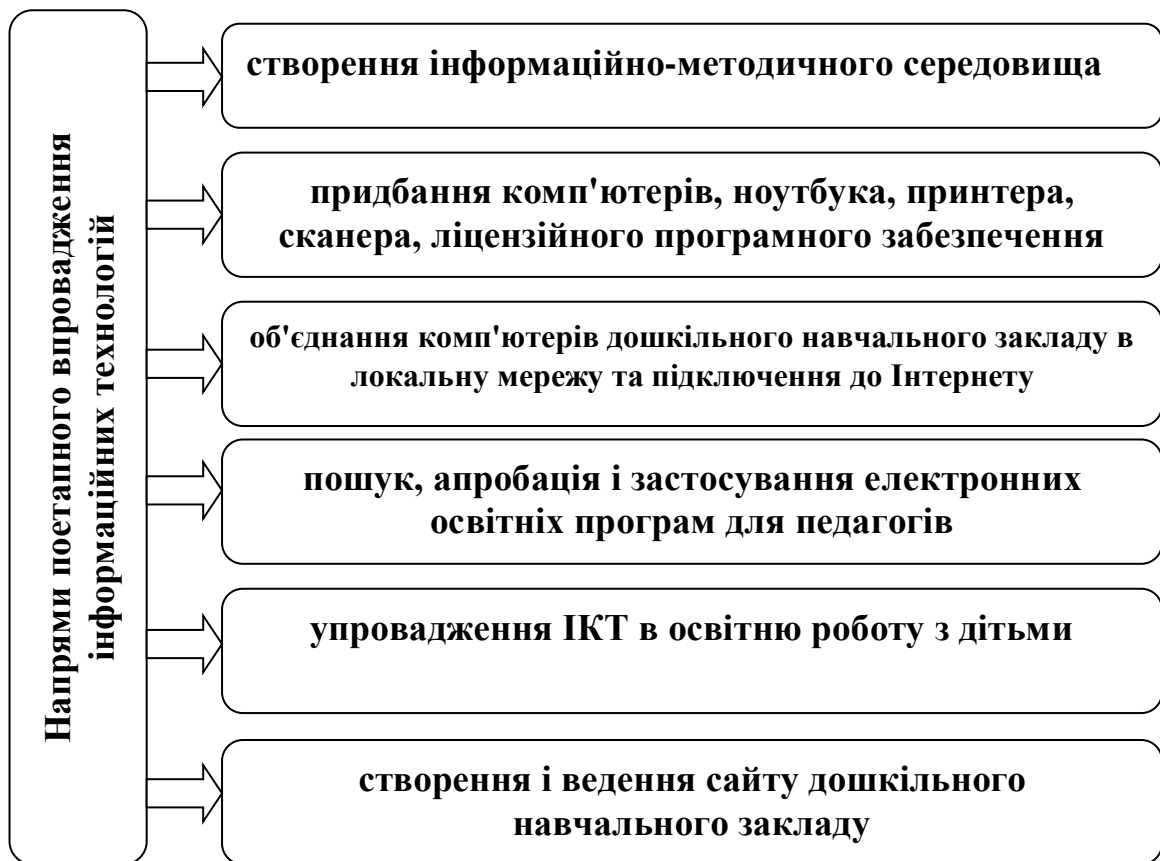 Напрями поетапного впровадження
інформаційних технологій
створення інформаційно-методичного середовища
придбання комп'ютерів, ноутбука, принтера,
сканера, ліцензійного програмного забезпечення
об'єднання комп'ютерів дошкільного навчального закладу в
локальну мережу та підключення до Інтернету
пошук, апробація і застосування електронних
освітніх програм для педагогів
упровадження ІКТ в освітню роботу з дітьми
створення і ведення сайту дошкільного
навчального закладу